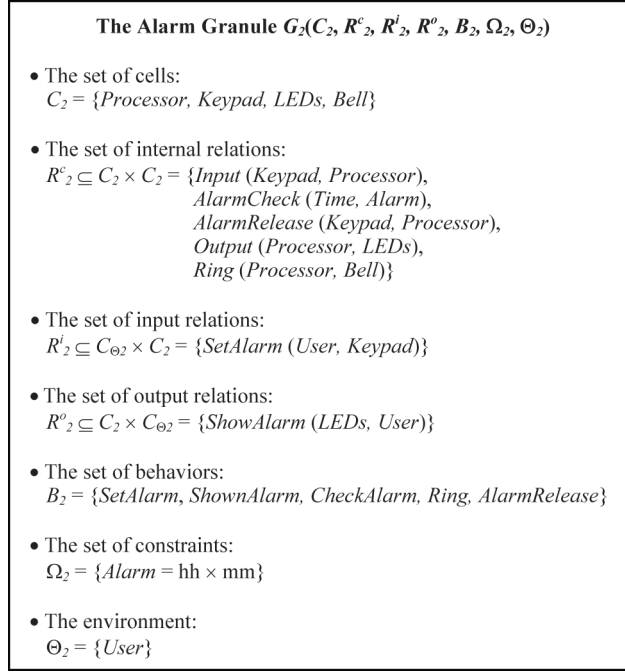 The Alarm Granule G₂(C₂, Rᶜ₂, Rⁱ₂, Rᵒ₂, B₂, Ω₂, Θ₂)
• The set of cells:
C₂ = {Processor, Keypad, LEDs, Bell}
• The set of internal relations:
Rᶜ₂ ⊆ C₂ × C₂ = {Input (Keypad, Processor),
AlarmCheck (Time, Alarm),
AlarmRelease (Keypad, Processor),
Output (Processor, LEDs),
Ring (Processor, Bell)}
• The set of input relations:
Rⁱ₂ ⊆ C_Θ₂ × C₂ = {SetAlarm (User, Keypad)}
• The set of output relations:
Rᵒ₂ ⊆ C₂ × C_Θ₂ = {ShowAlarm (LEDs, User)}
• The set of behaviors:
B₂ = {SetAlarm, ShownAlarm, CheckAlarm, Ring, AlarmRelease}
• The set of constraints:
Ω₂ = {Alarm = hh × mm}
• The environment:
Θ₂ = {User}